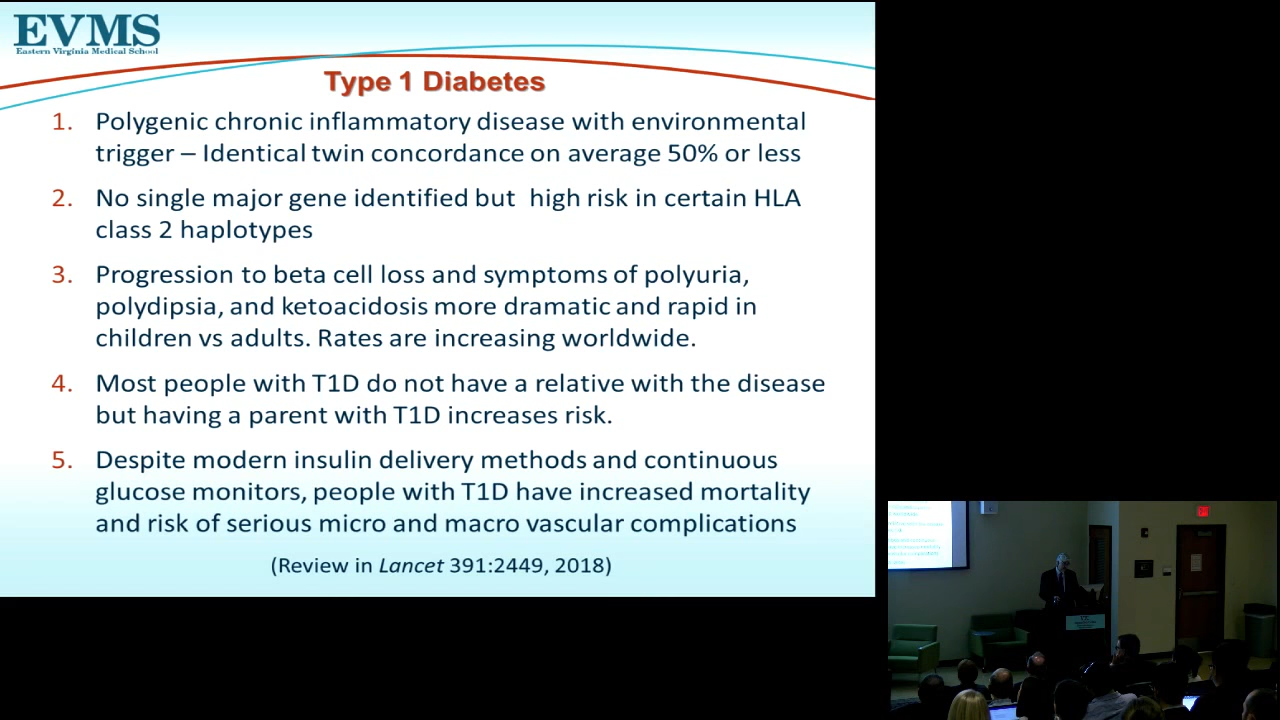 EVMS
Eastern Virginia Medical School
Type 1 Diabetes
1. Polygenic chronic inflammatory disease with environmental
trigger – Identical twin concordance on average 50% or less
2. No single major gene identified but  high risk in certain HLA
class 2 haplotypes
3. Progression to beta cell loss and symptoms of polyuria,
polydipsia, and ketoacidosis more dramatic and rapid in
children vs adults. Rates are increasing worldwide.
4. Most people with T1D do not have a relative with the disease
but having a parent with T1D increases risk.
5. Despite modern insulin delivery methods and continuous
glucose monitors, people with T1D have increased mortality
and risk of serious micro and macro vascular complications
(Review in Lancet 391:2449, 2018)